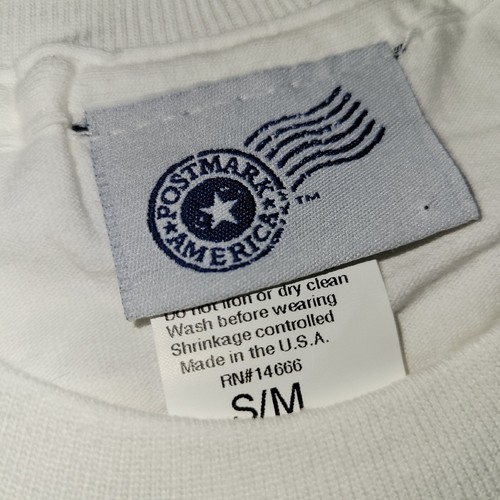 POSTMARK
AMERICA
TM
Do not iron or dry clean
Wash before wearing
Shrinkage controlled
Made in the U.S.A.
RN#14666
S/M